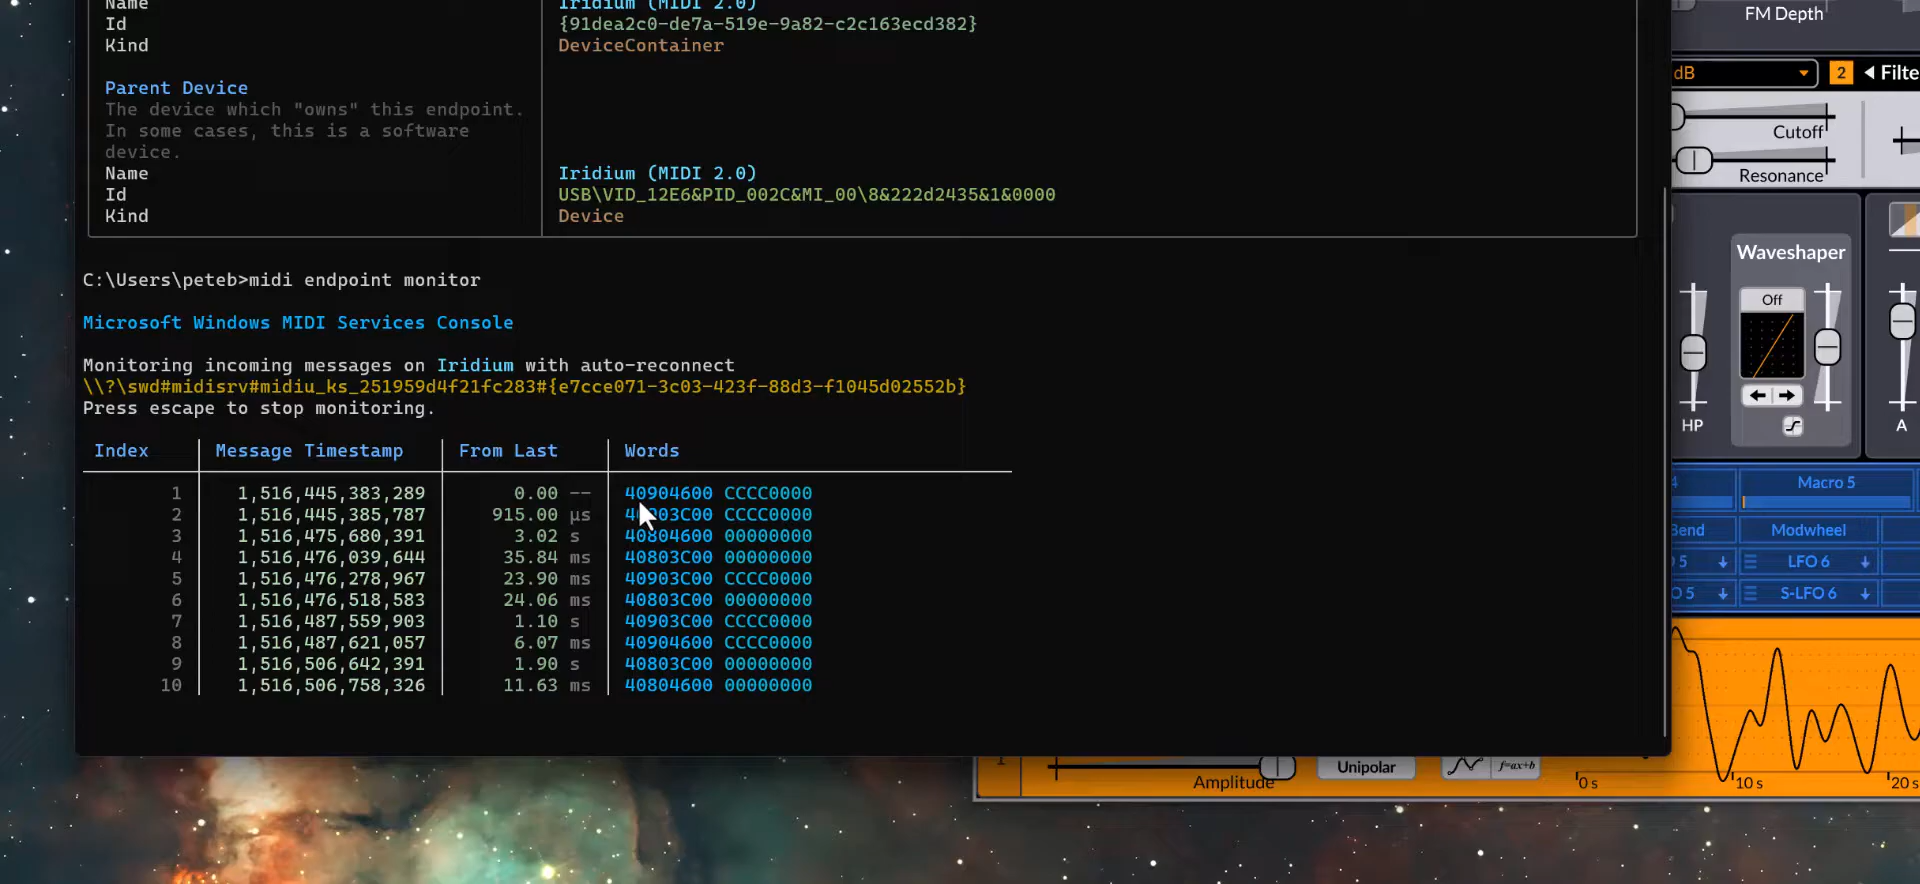 Name Iridium (MIDI 2.0)
Id {91dea2c0-de7a-519e-9a82-c2c163ecd382}
Kind DeviceContainer
Parent Device
The device which "owns" this endpoint.
In some cases, this is a software
device.
Name Iridium (MIDI 2.0)
Id USB\VID_12E6&PID_002C&MI_00\8&222d2435&1&0000
Kind Device
C:\Users\peteb>midi endpoint monitor
Microsoft Windows MIDI Services Console
Monitoring incoming messages on Iridium with auto-reconnect
\\?\swd#midisrv#midiu_ks_251959d4f21fc283#{e7cce071-3c03-423f-88d3-f1045d02552b}
Press escape to stop monitoring.
Index Message Timestamp From Last Words
1 1,516,445,383,289 0.00 -- 40904600 CCCC0000
2 1,516,445,385,787 915.00 µs 40903C00 CCCC0000
3 1,516,475,680,391 3.02 s 40804600 00000000
4 1,516,476,039,644 35.84 ms 40803C00 00000000
5 1,516,476,278,967 23.90 ms 40903C00 CCCC0000
6 1,516,476,518,583 24.06 ms 40803C00 00000000
7 1,516,487,559,903 1.10 s 40903C00 CCCC0000
8 1,516,487,621,057 6.07 ms 40904600 CCCC0000
9 1,516,506,642,391 1.90 s 40803C00 00000000
10 1,516,506,758,326 11.63 ms 40804600 00000000
FM Depth
dB 2 Filte
Cutoff
Resonance
Waveshaper
Off
HP A
4 Macro 5
Bend Modwheel
5 LFO 6
O 5 S-LFO 6
Amplitude Unipolar f=ax+b 0 s 10 s 20 s